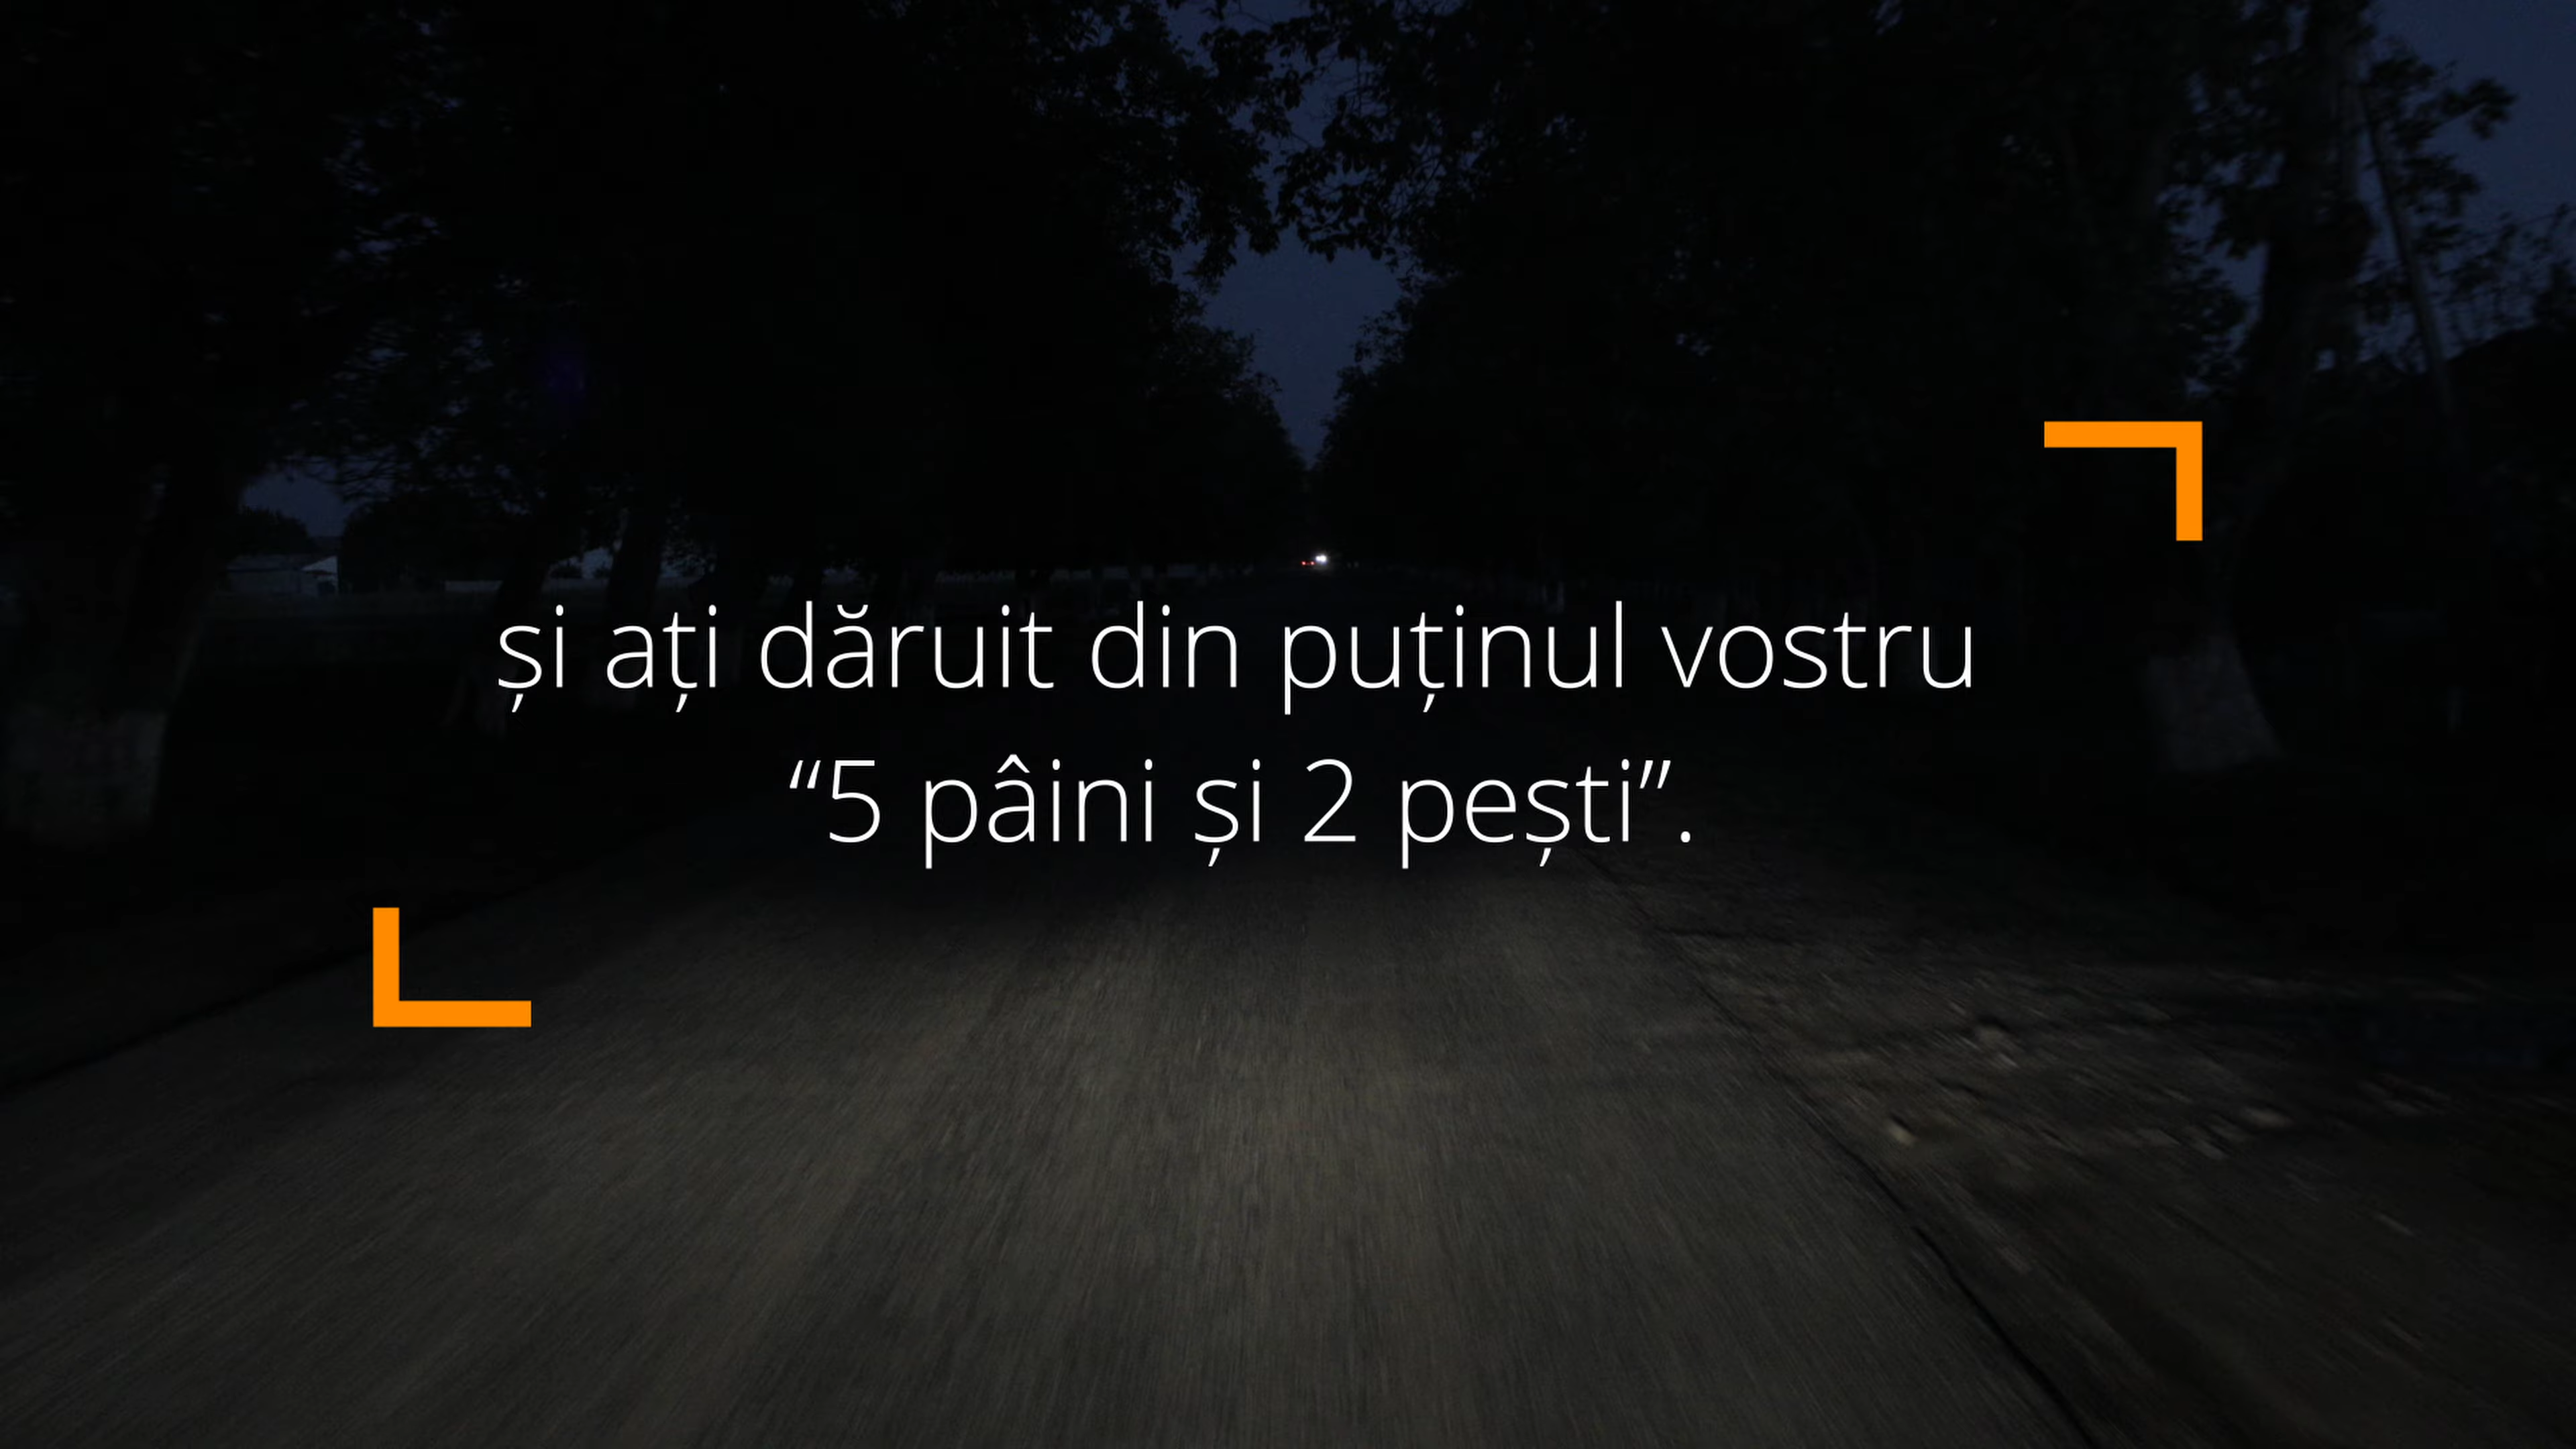 și ați dăruit din puținul vostru
“5 pâini și 2 pești”.